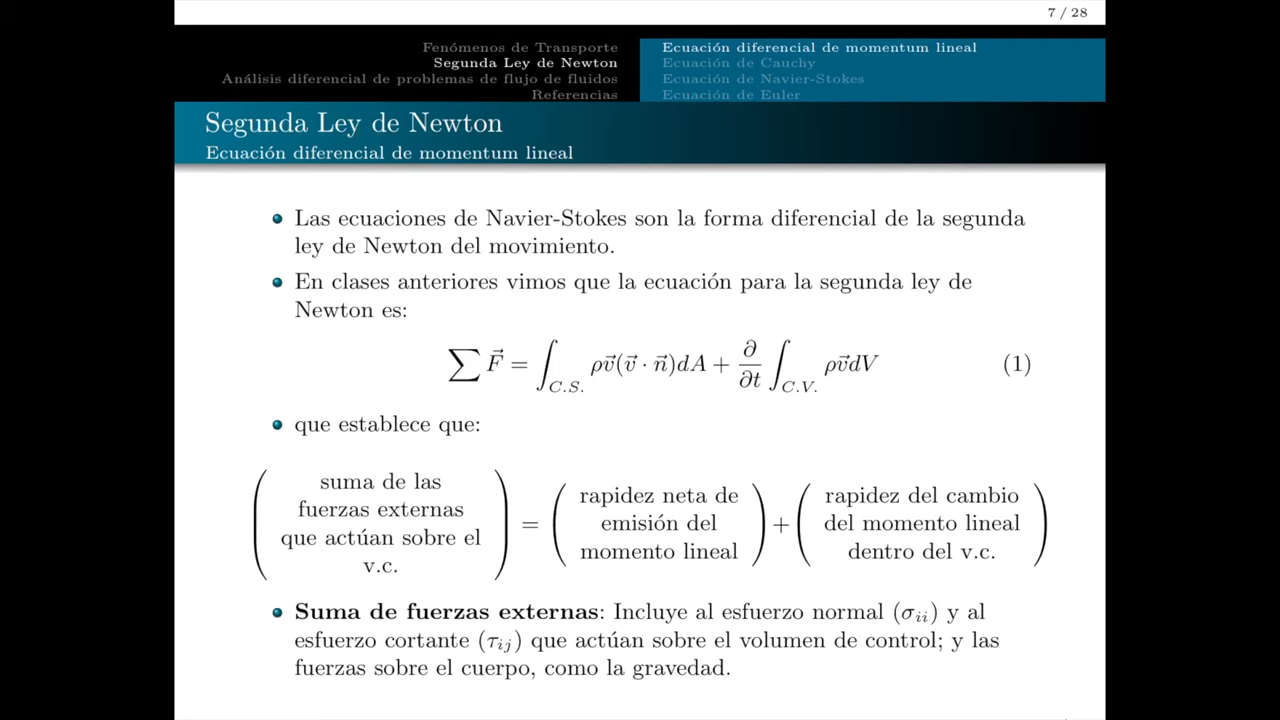 7 / 28
Fenómenos de Transporte
Segunda Ley de Newton
Análisis diferencial de problemas de flujo de fluidos
Referencias
Ecuación diferencial de momentum lineal
Ecuación de Cauchy
Ecuación de Navier-Stokes
Ecuación de Euler
Segunda Ley de Newton
Ecuación diferencial de momentum lineal
Las ecuaciones de Navier-Stokes son la forma diferencial de la segunda
ley de Newton del movimiento.
En clases anteriores vimos que la ecuación para la segunda ley de
Newton es:
∑ F⃗ = ∫_{C.S.} ρv⃗(v⃗ · n⃗)dA + ∂/∂t ∫_{C.V.} ρv⃗dV (1)
que establece que:
suma de las
fuerzas externas
que actúan sobre el
v.c.
=
rapidez neta de
emisión del
momento lineal
+
rapidez del cambio
del momento lineal
dentro del v.c.
Suma de fuerzas externas: Incluye al esfuerzo normal (σ_{ii}) y al
esfuerzo cortante (τ_{ij}) que actúan sobre el volumen de control; y las
fuerzas sobre el cuerpo, como la gravedad.